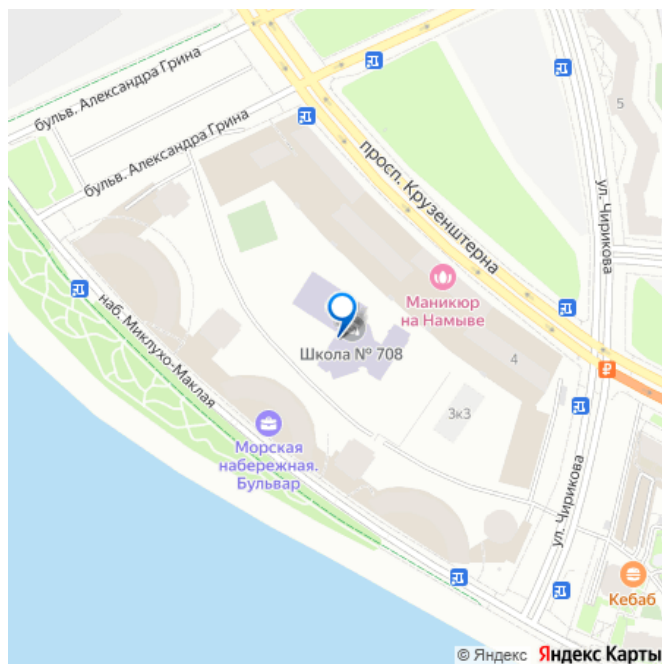 бульв. Александра Грина
бульв. Александра Грина
5
просп. Крузенштерна
ул. Чирикова
наб. Миклухо-Маклая
Маникюр
на Намыве
Школа № 708
4
₽
3к3
Морская
набережная.
Бульвар
ул. Чирикова
Кебаб
© Яндекс Яндекс Карты